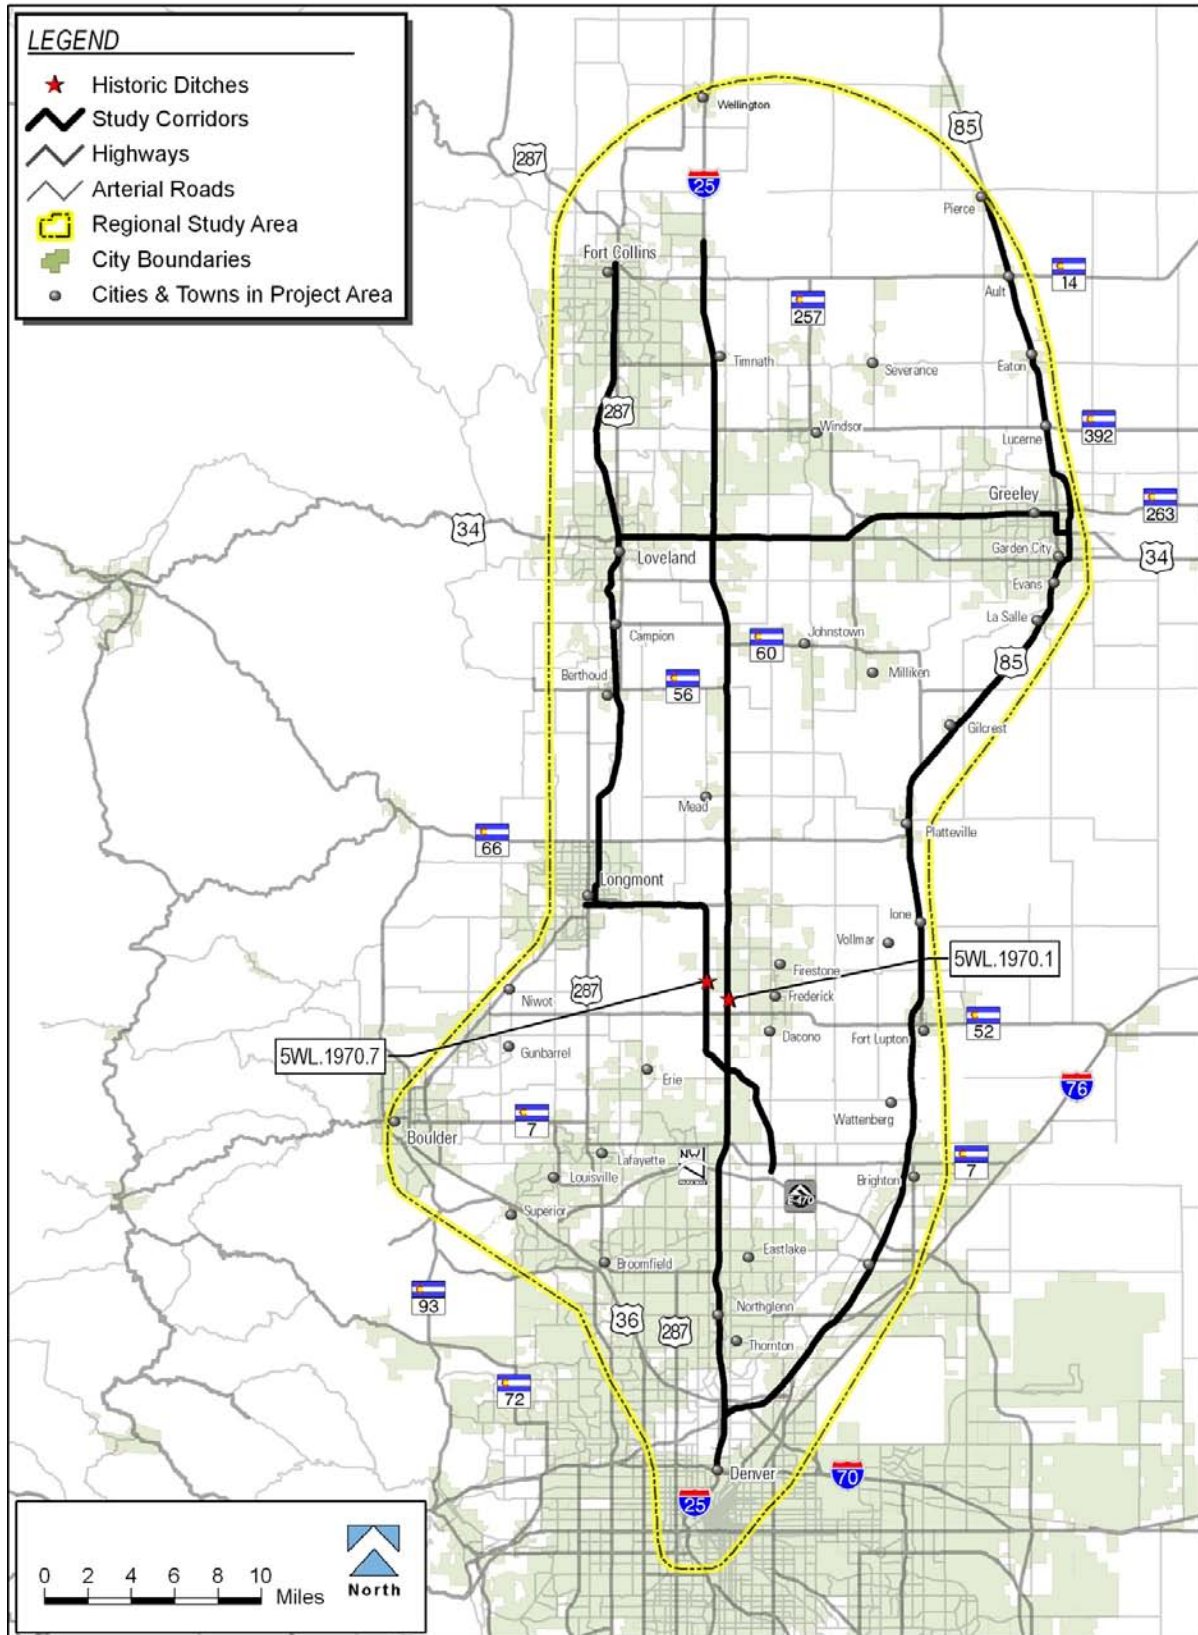 LEGEND
Historic Ditches
Study Corridors
Highways
Arterial Roads
Regional Study Area
City Boundaries
Cities & Towns in Project Area
Wellington
85
287
25
Pierce
Fort Collins
14
Ault
257
Timnath
Severance
Eaton
287
Windsor
Lucerne
392
Greeley
263
34
Loveland
Garden City
34
Evans
La Salle
Campion
60
Johnstown
85
Berthoud
56
Milliken
Gilcrest
Mead
Platteville
66
Longmont
Ione
Vollmar
5WL.1970.1
Firestone
Niwot
287
Frederick
52
Dacono
Fort Lupton
5WL.1970.7
Gunbarrel
Erie
76
Wattenberg
7
Boulder
Lafayette
NW
7
Louisville
Brighton
E-470
Superior
Eastlake
Broomfield
93
Northglenn
36
287
Thornton
72
Denver
70
25
0 2 4 6 8 10
Miles
North